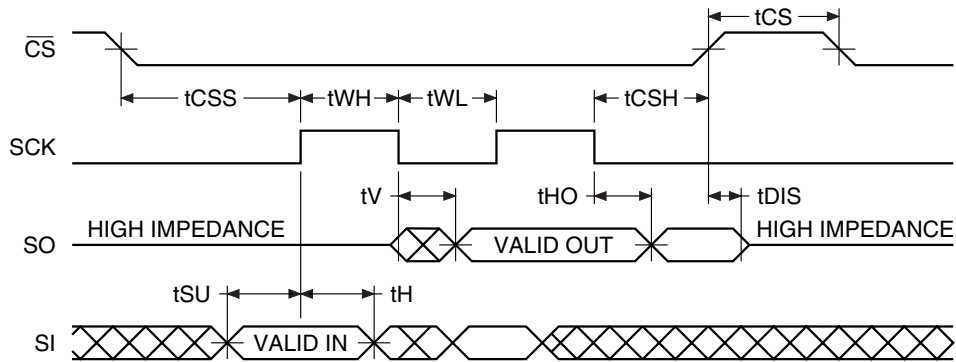 tCS
CS
tCSS tWH tWL tCSH
SCK
tV tHO tDIS
HIGH IMPEDANCE HIGH IMPEDANCE
SO VALID OUT
tSU tH
SI VALID IN